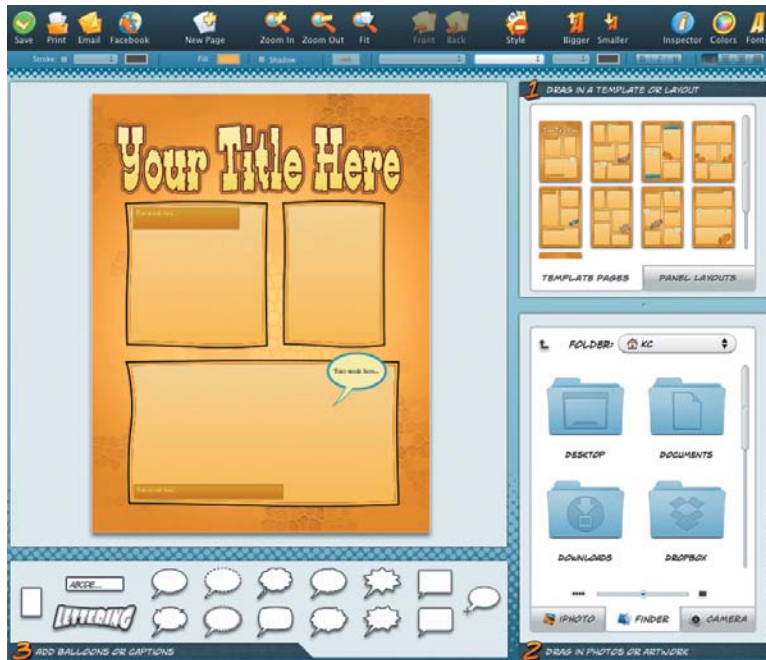 Save Print Email Facebook New Page Zoom In Zoom Out Fit Front Back Style Bigger Smaller Inspector Colors Fonts
Stroke: Fill Shadow
1 DRAG IN A TEMPLATE OR LAYOUT
Your Title Here
TEMPLATE PAGES PANEL LAYOUTS
FOLDER: KC
Your words here...
DESKTOP DOCUMENTS
DOWNLOADS DROPBOX
ABCDE...
LETTERING
IPHOTO FINDER CAMERA
3 ADD BALLOONS OR CAPTIONS
2 DRAG IN PHOTOS OR ARTWORK